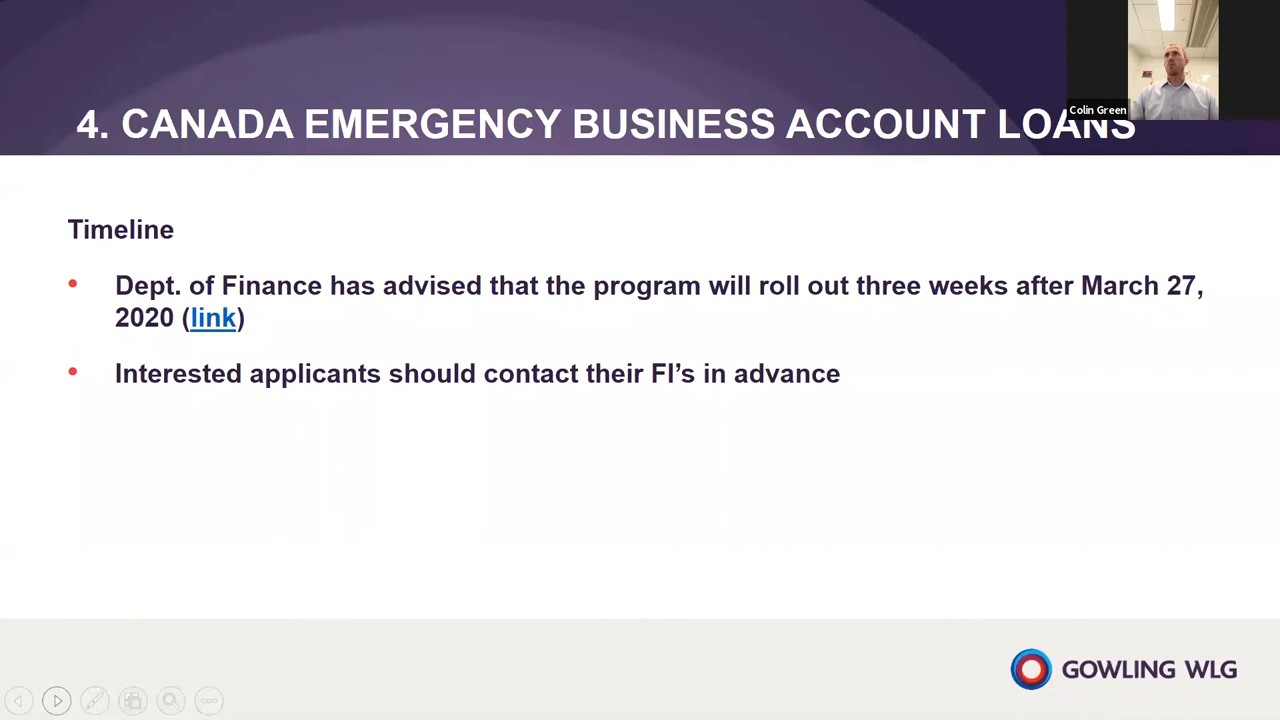 4. CANADA EMERGENCY BUSINESS ACCOUNT LOANS
Colin Green
Timeline
• Dept. of Finance has advised that the program will roll out three weeks after March 27,
2020 (link)
• Interested applicants should contact their FI’s in advance
GOWLING WLG